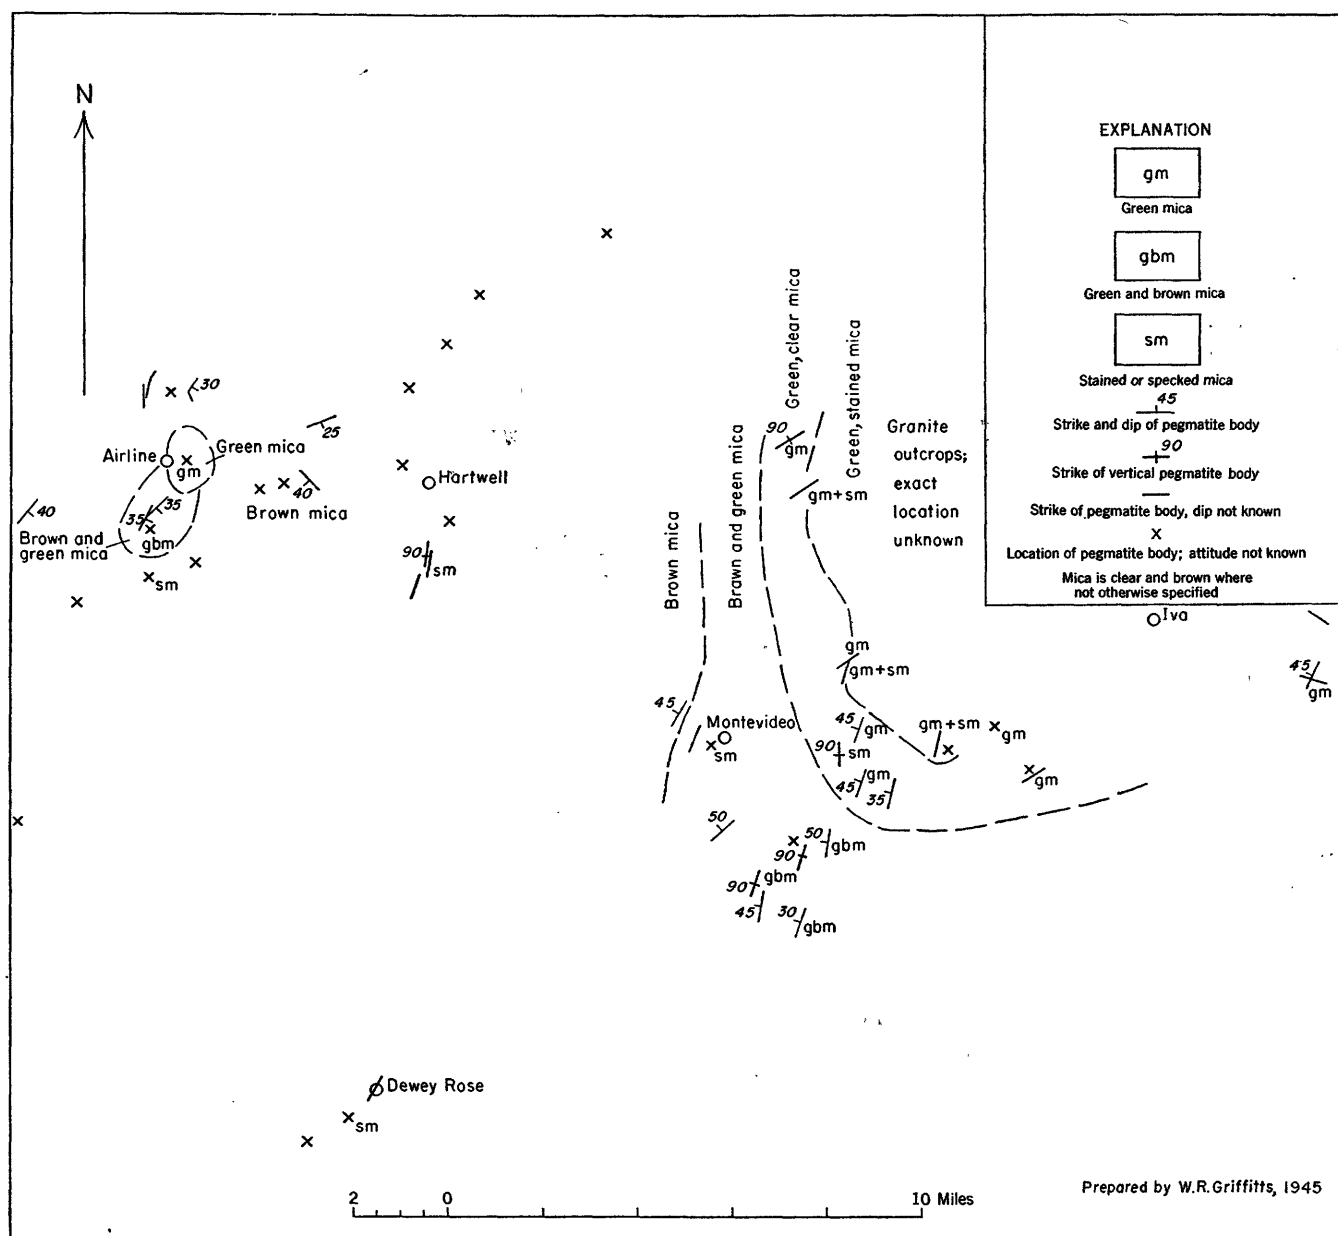 N
EXPLANATION
gm
Green mica
gbm
Green and brown mica
sm
Stained or specked mica
45
Strike and dip of pegmatite body
90
Strike of vertical pegmatite body
Strike of pegmatite body, dip not known
x
Location of pegmatite body; attitude not known
Mica is clear and brown where
not otherwise specified
30
25
Airline
gm
Green mica
40
Brown mica
Hartwell
40
35
35
gbm
Brown and
green mica
sm
90
sm
Brown mica
Brawn and green mica
Green, clear mica
Green, stained mica
90
gm
gm+sm
Granite
outcrops;
exact
location
unknown
Iva
45
gm
gm
gm+sm
45
Montevideo
sm
45
gm
gm+sm
gm
90
sm
gm
45
35
gm
50
50
gbm
90
gbm
90
45
30
gbm
Dewey Rose
sm
2 0 10 Miles
Prepared by W.R.Griffitts, 1945